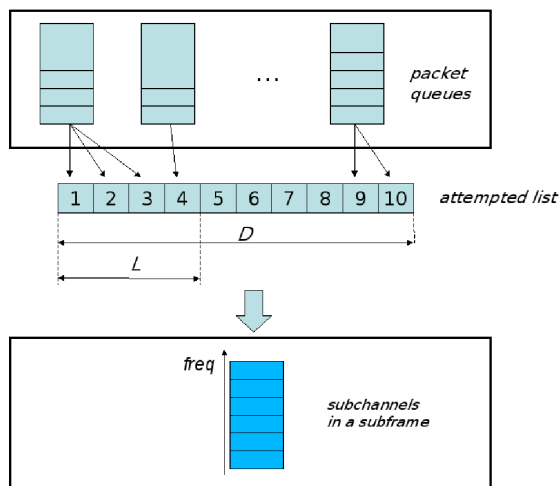 ...
packet
queues
1 2 3 4 5 6 7 8 9 10
attempted list
D
L
freq
subchannels
in a subframe